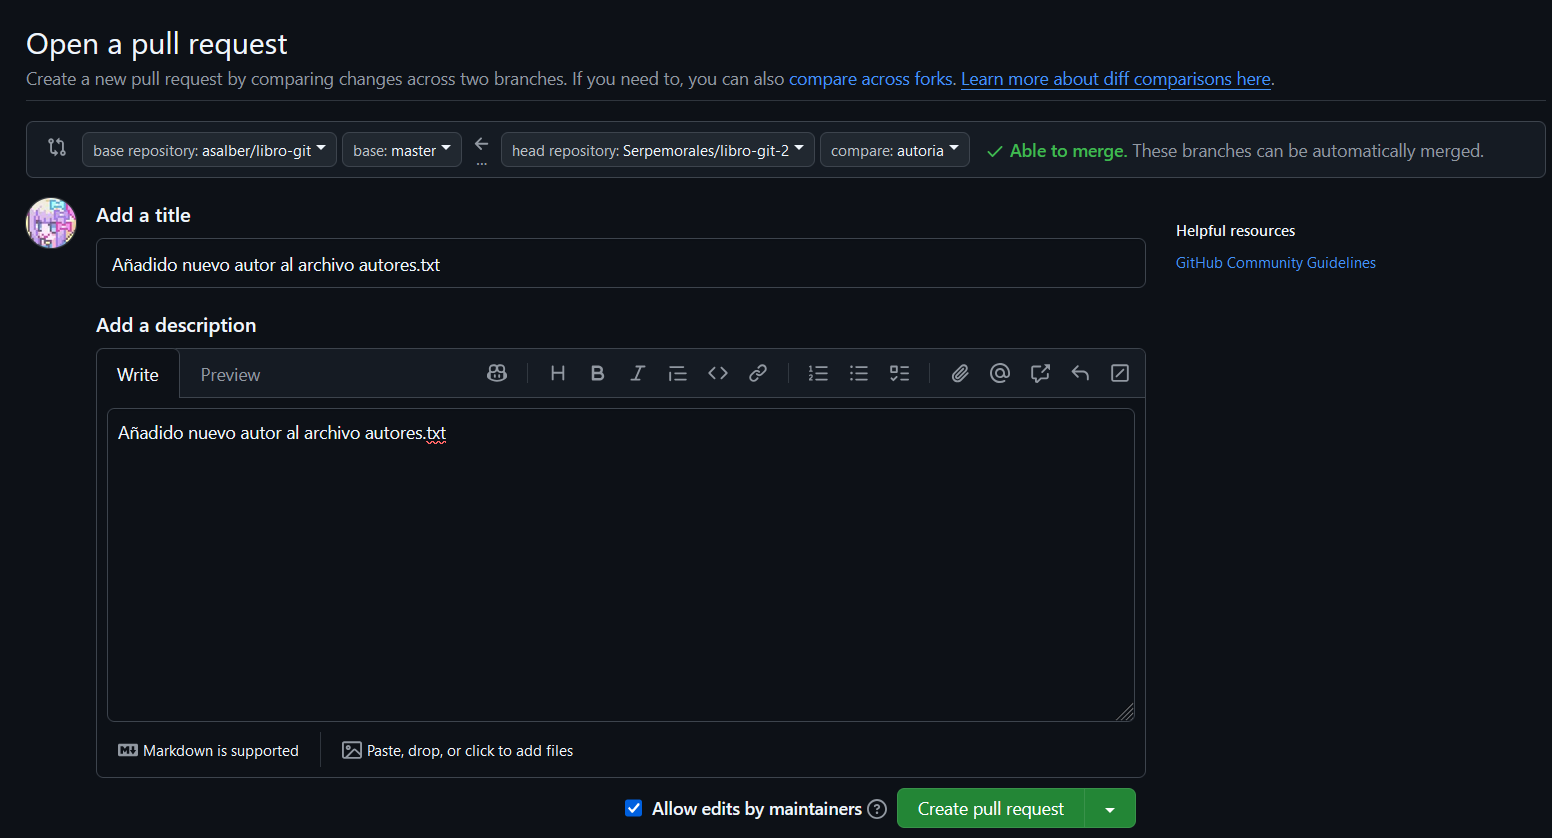 Open a pull request
Create a new pull request by comparing changes across two branches. If you need to, you can also compare across forks. Learn more about diff comparisons here.
base repository: asalber/libro-git base: master ... head repository: Serpemorales/libro-git-2 compare: autoria Able to merge. These branches can be automatically merged.
Add a title
Helpful resources
Añadido nuevo autor al archivo autores.txt
GitHub Community Guidelines
Add a description
Write Preview
Añadido nuevo autor al archivo autores.txt
Markdown is supported Paste, drop, or click to add files
Allow edits by maintainers Create pull request